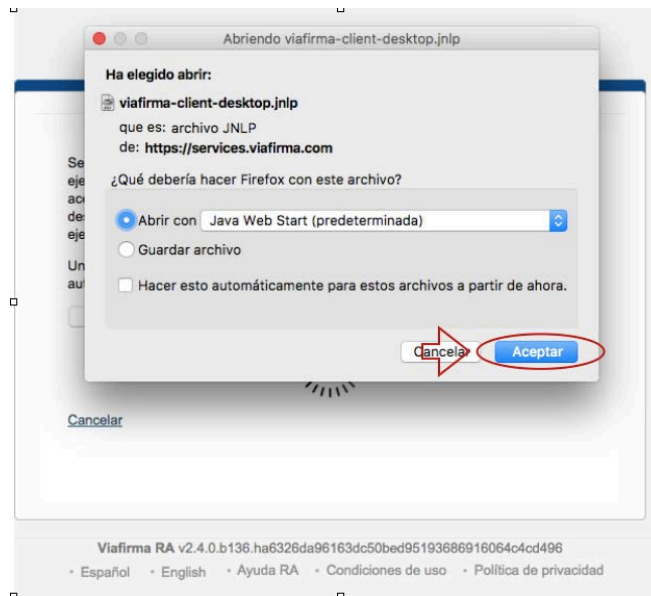 Abriendo viafirma-client-desktop.jnlp
Ha elegido abrir:
viafirma-client-desktop.jnlp
que es: archivo JNLP
de: https://services.viafirma.com
¿Qué debería hacer Firefox con este archivo?
Abrir con Java Web Start (predeterminada)
Guardar archivo
Hacer esto automáticamente para estos archivos a partir de ahora.
Cancelar Aceptar
Cancelar
Viafirma RA v2.4.0.b136.ha6326da96163dc50bed95193686916064c4cd496
• Español • English • Ayuda RA • Condiciones de uso • Política de privacidad